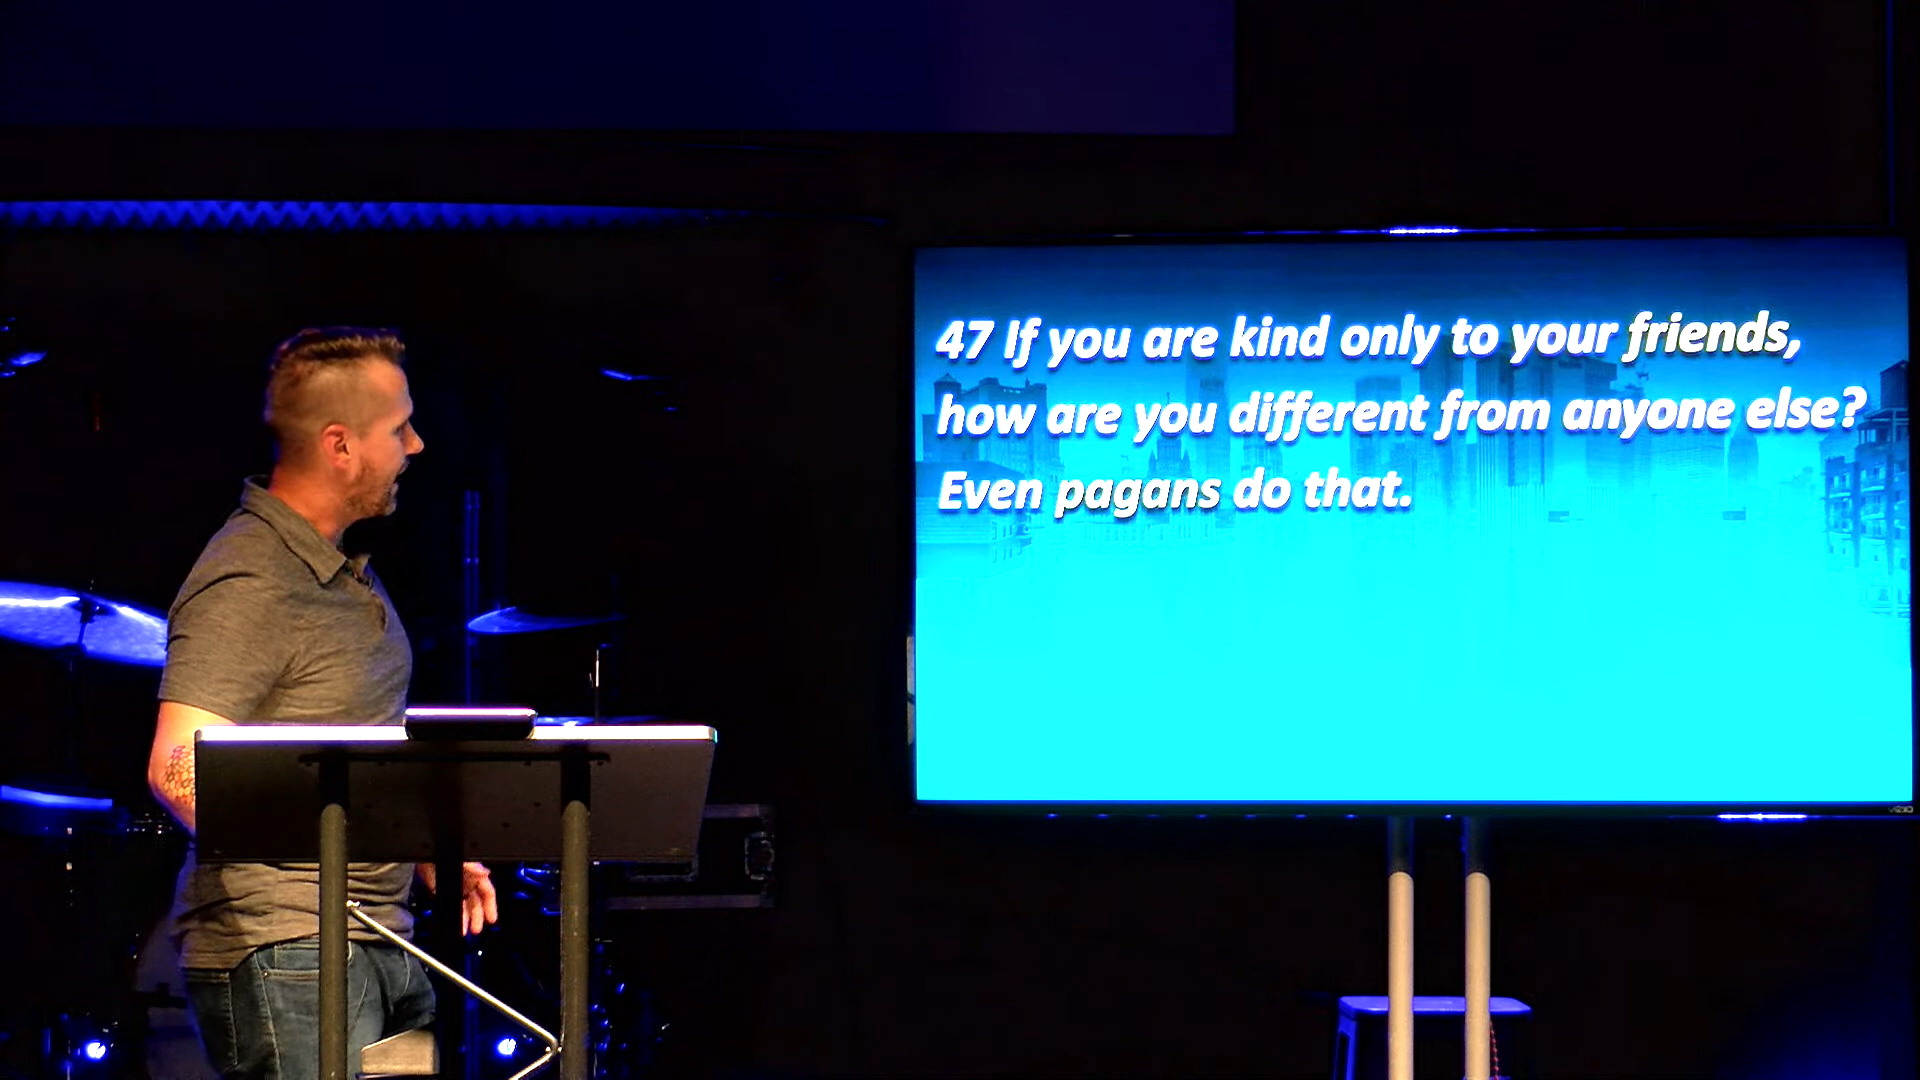 47 If you are kind only to your friends,
how are you different from anyone else?
Even pagans do that.
VIZIO